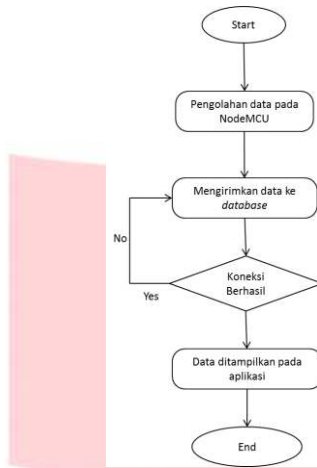 Start
Pengolahan data pada
NodeMCU
Mengirimkan data ke
database
No
Koneksi
Berhasil
Yes
Data ditampilkan pada
aplikasi
End